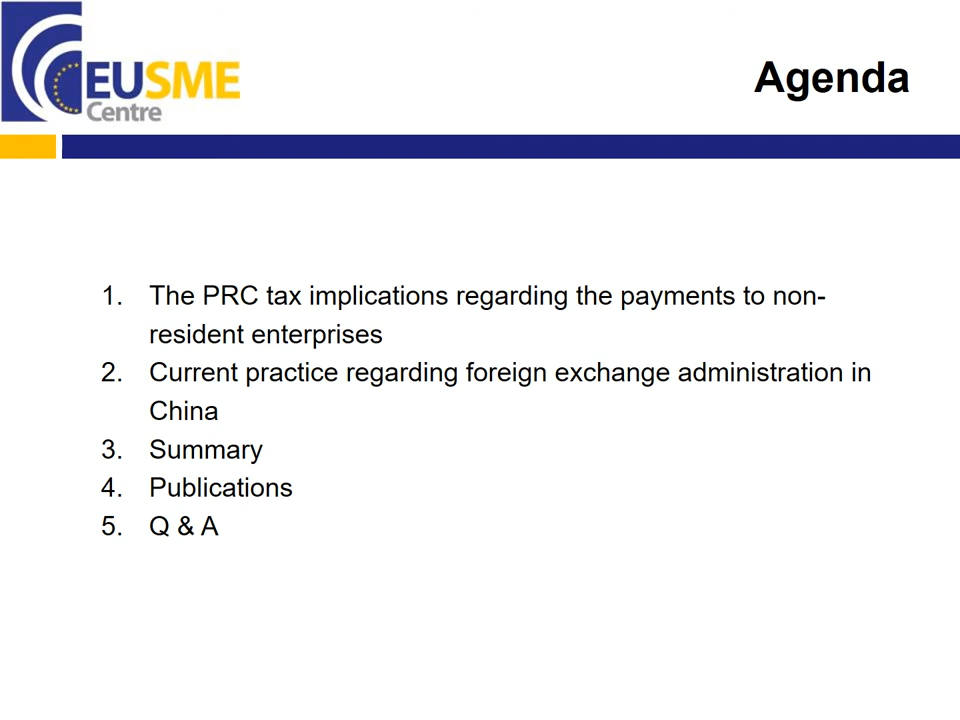 EUSME
Centre
Agenda
1. The PRC tax implications regarding the payments to non-
resident enterprises
2. Current practice regarding foreign exchange administration in
China
3. Summary
4. Publications
5. Q & A